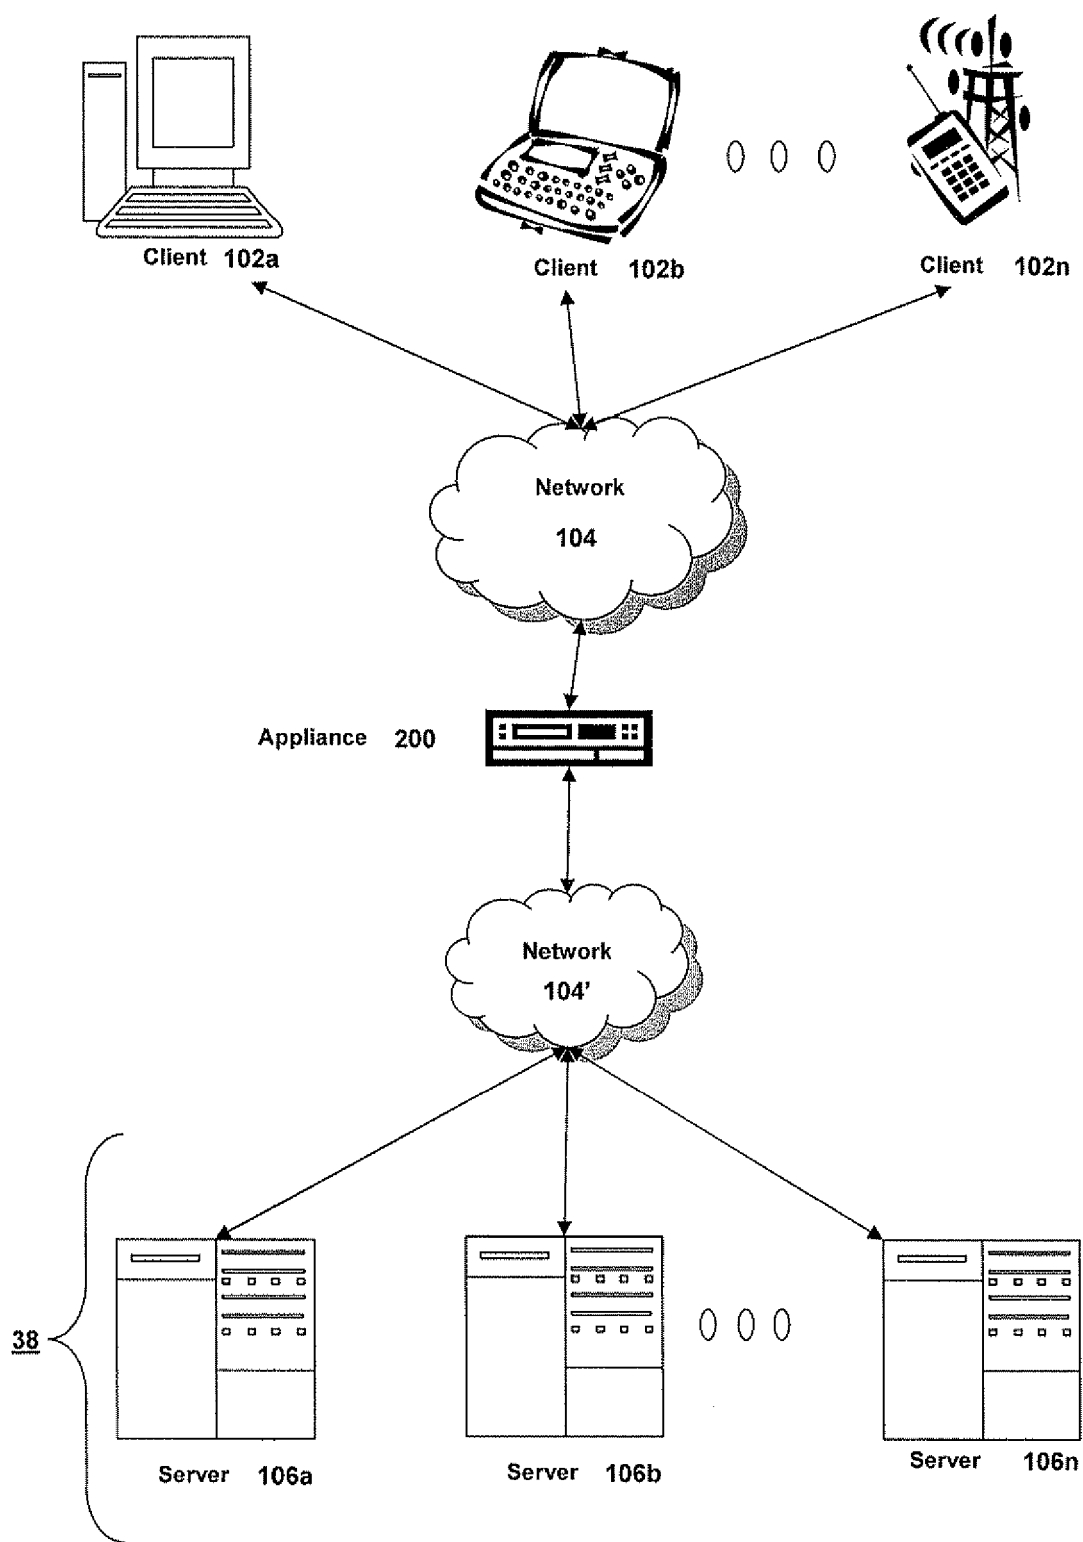 Client 102a
Client 102b
Client 102n
Network
104
Appliance 200
Network
104'
38
Server 106a
Server 106b
Server 106n